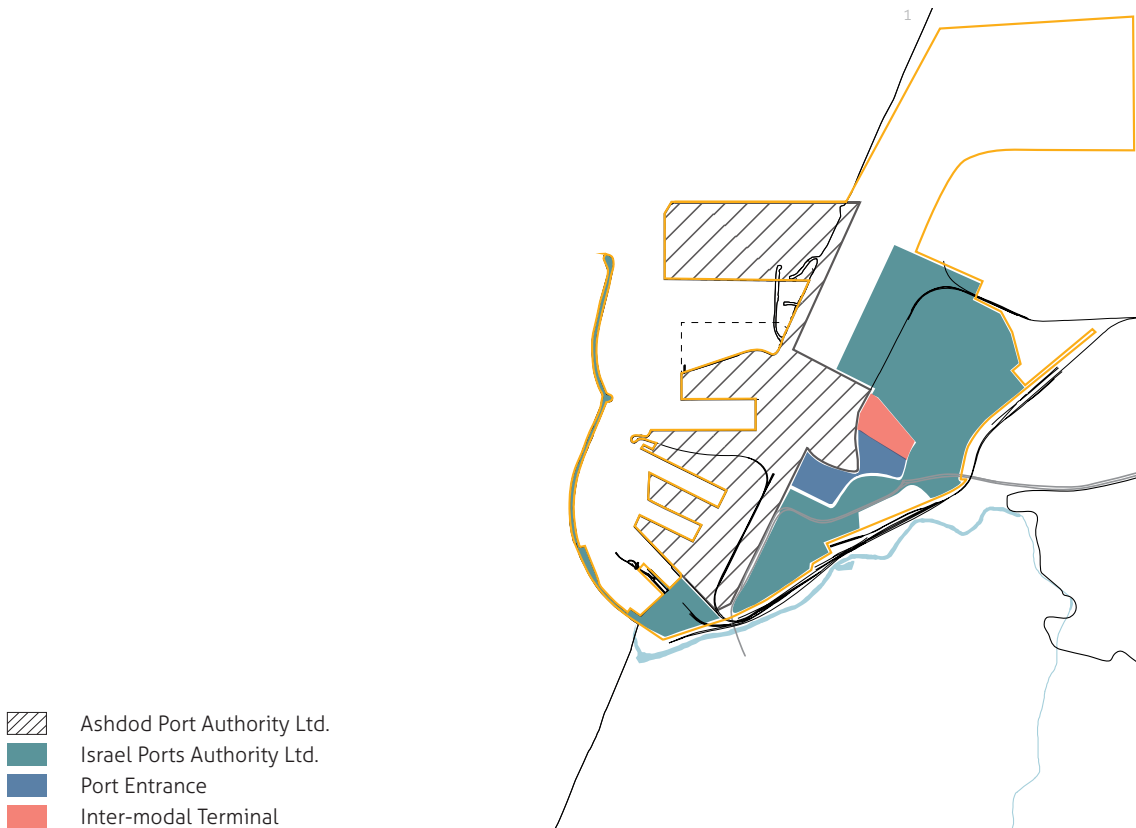 1
Ashdod Port Authority Ltd.
Israel Ports Authority Ltd.
Port Entrance
Inter-modal Terminal